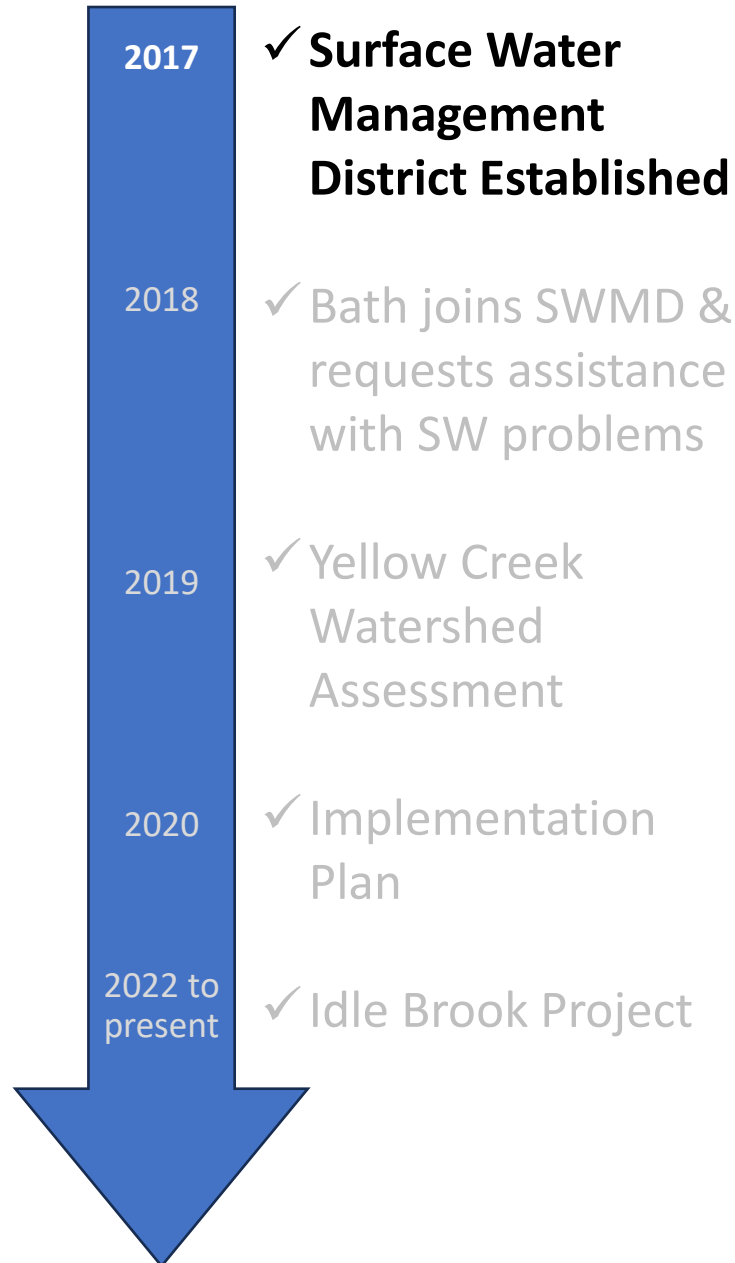 2017
✓ Surface Water
Management
District Established
2018
✓ Bath joins SWMD &
requests assistance
with SW problems
2019
✓ Yellow Creek
Watershed
Assessment
2020
✓ Implementation
Plan
2022 to
present
✓ Idle Brook Project